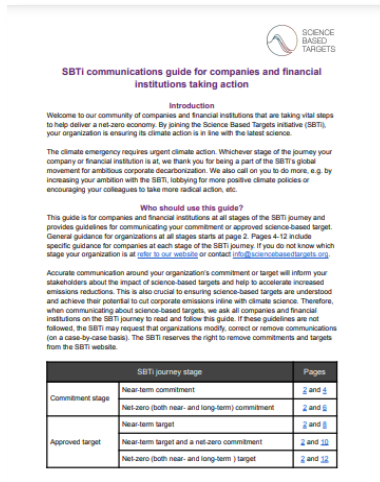 SCIENCE
BASED
TARGETS
SBTi communications guide for companies and financial
institutions taking action
Introduction
Welcome to our community of companies and financial institutions that are taking vital steps
to help deliver a net-zero economy. By joining the Science Based Targets initiative (SBTi),
your organization is ensuring its climate action is in line with the latest science.
The climate emergency requires urgent climate action. Whichever stage of the journey your
company or financial institution is at, we thank you for being a part of the SBTi's global
movement for ambitious corporate decarbonization. We also call on you to do more, e.g. by
increasing your ambition with the SBTi, lobbying for more positive climate policies or
encouraging your colleagues to take more radical action, etc.
Who should use this guide?
This guide is for companies and financial institutions at all stages of the SBTi journey and
provides guidelines for communicating your commitment or approved science-based target.
General guidance for organizations at all stages starts at page 2. Pages 4-12 include
specific guidance for companies at each stage of the SBTi journey. If you do not know which
stage your organization is at refer to our website or contact info@sciencebasedtargets.org.
Accurate communication around your organization's commitment or target will inform your
stakeholders about the impact of science-based targets and help to accelerate increased
emissions reductions. This is also crucial to ensuring science-based targets are understood
and achieve their potential to cut corporate emissions inline with climate science. Therefore,
when communicating about science-based targets, we ask all companies and financial
institutions on the SBTi journey to read and follow this guide. If these guidelines are not
followed, the SBTi may request that organizations modify, correct or remove communications
(on a case-by-case basis). The SBTi reserves the right to remove commitments and targets
from the SBTi website.
SBTi journey stage Pages
Commitment stage
Near-term commitment 2 and 4
Net-zero (both near- and long-term) commitment 2 and 6
Approved target
Near-term target 2 and 8
Near-term target and a net-zero commitment 2 and 10
Net-zero (both near- and long-term ) target 2 and 12